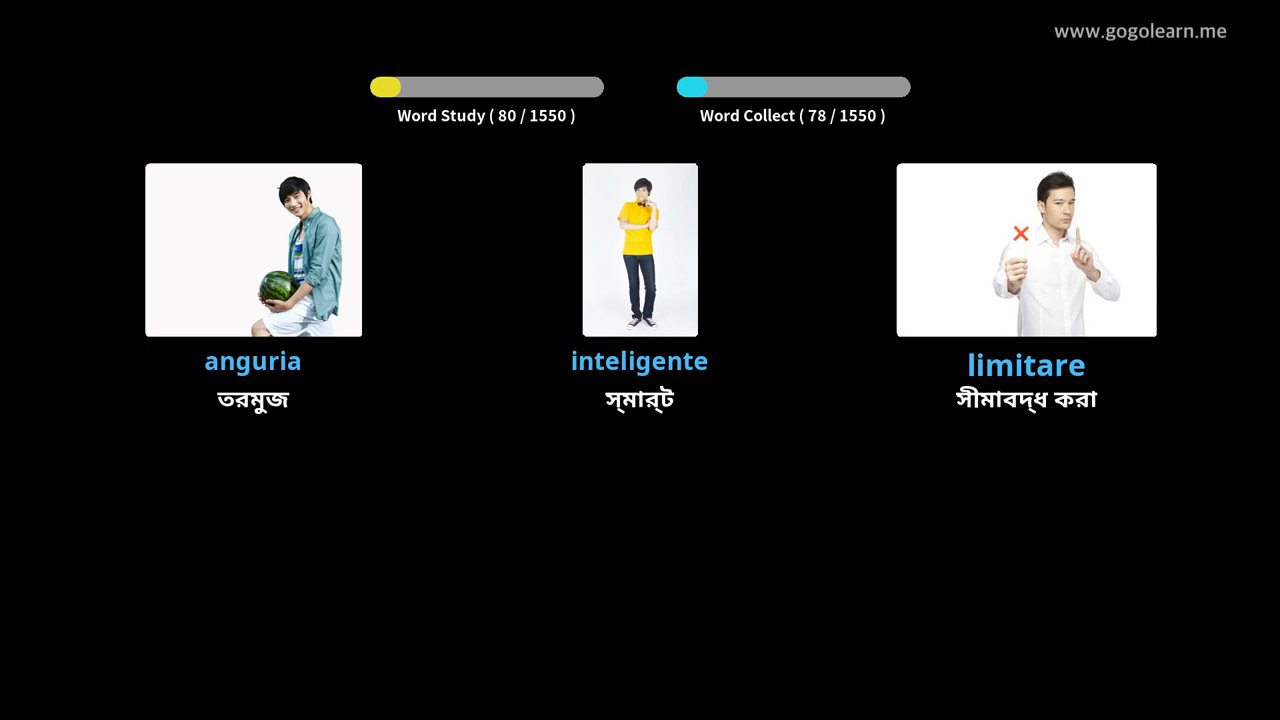 www.gogolearn.me
Word Study ( 80 / 1550 )
Word Collect ( 78 / 1550 )
anguria
inteligente
limitare
তরমুজ
স্মার্ট
সীমাবদ্ধ করা